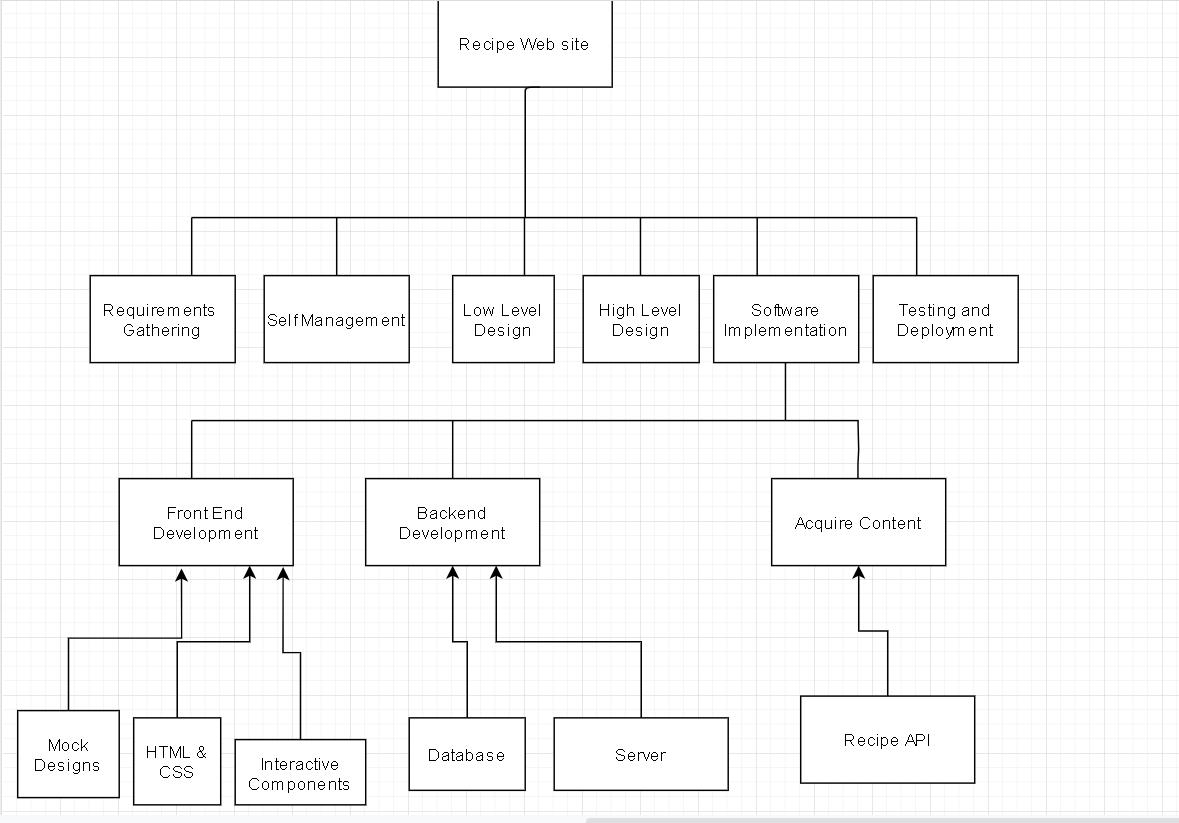 Recipe Web site
Requirements
Gathering
Self Management
Low Level
Design
High Level
Design
Software
Implementation
Testing and
Deployment
Front End
Development
Backend
Development
Acquire Content
Mock
Designs
HTML &
CSS
Interactive
Components
Database
Server
Recipe API